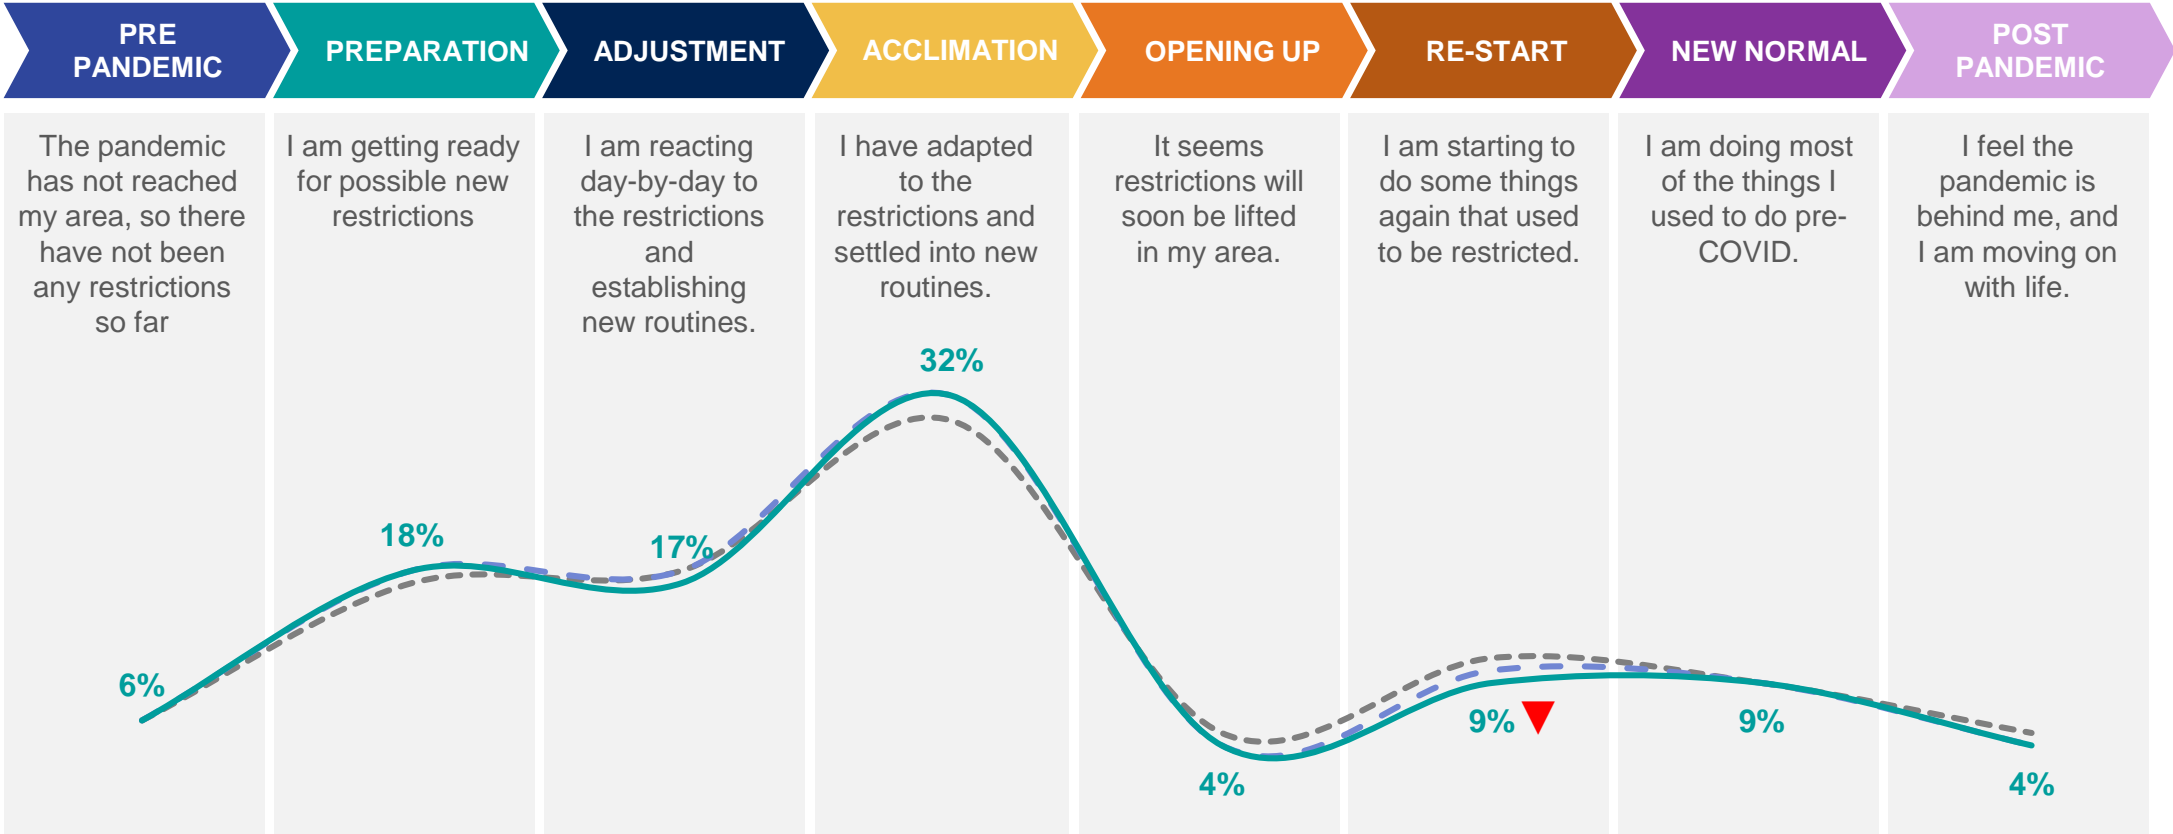 PRE
PANDEMIC
PREPARATION
ADJUSTMENT
ACCLIMATION
OPENING UP
RE-START
NEW NORMAL
POST
PANDEMIC
The pandemic
has not reached
my area, so there
have not been
any restrictions
so far
I am getting ready
for possible new
restrictions
I am reacting
day-by-day to
the restrictions
and
establishing
new routines.
I have adapted
to the
restrictions and
settled into new
routines.
It seems
restrictions will
soon be lifted
in my area.
I am starting to
do some things
again that used
to be restricted.
I am doing most
of the things I
used to do pre-
COVID.
I feel the
pandemic is
behind me, and
I am moving on
with life.
6%
18%
17%
32%
4%
9%
9%
4%